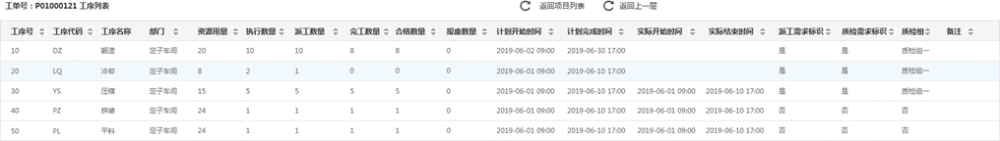 工单号：P01000121 工序列表 返回项目列表 返回上一层
工序号 工序代码 工序名称 部门 资源用量 执行数量 派工数量 完工数量 合格数量 报废数量 计划开始时间 计划完成时间 实际开始时间 实际结束时间 派工需求标识 质检需求标识 质检组 备注
10 DZ 锻造 定子车间 20 10 10 8 8 0 2019-06-02 09:00 2019-06-30 17:00 是 是 质检组一
20 LQ 冷却 定子车间 8 2 1 0 0 0 2019-06-01 09:00 2019-06-10 17:00 是 是 质检组一
30 YS 压缩 定子车间 15 5 5 5 5 0 2019-06-01 09:00 2019-06-10 17:00 2019-06-01 09:00 2019-06-10 17:00 是 是 质检组一
40 PZ 拼装 定子车间 24 1 1 1 1 0 2019-06-01 09:00 2019-06-10 17:00 2019-06-01 09:00 2019-06-10 17:00 否 否 否
50 PL 平料 定子车间 24 1 1 1 1 0 2019-06-01 09:00 2019-06-10 17:00 2019-06-01 09:00 2019-06-10 17:00 否 否 否